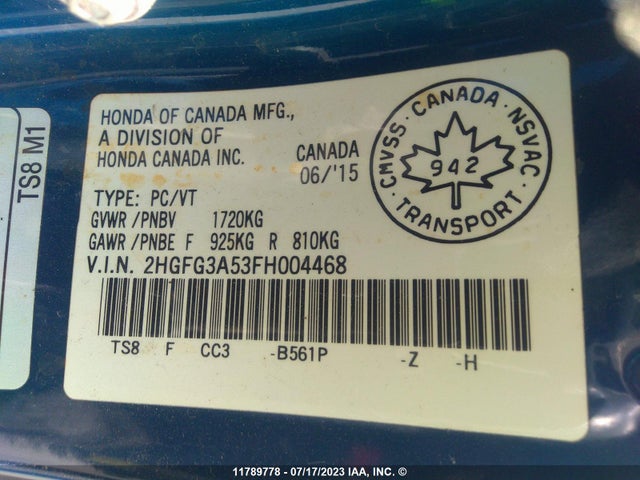 HONDA OF CANADA MFG.,
A DIVISION OF
HONDA CANADA INC. CANADA
06/'15
TYPE: PC/VT
GVWR/PNBV 1720KG
GAWR/PNBE F 925KG R 810KG
V.I.N. 2HGFG3A53FH004468
TS8 F CC3 -B561P -Z -H
CMVSS · CANADA · NSVAC
942
TRANSPORT
TS8 M1
11789778 - 07/17/2023 IAA, INC. ©